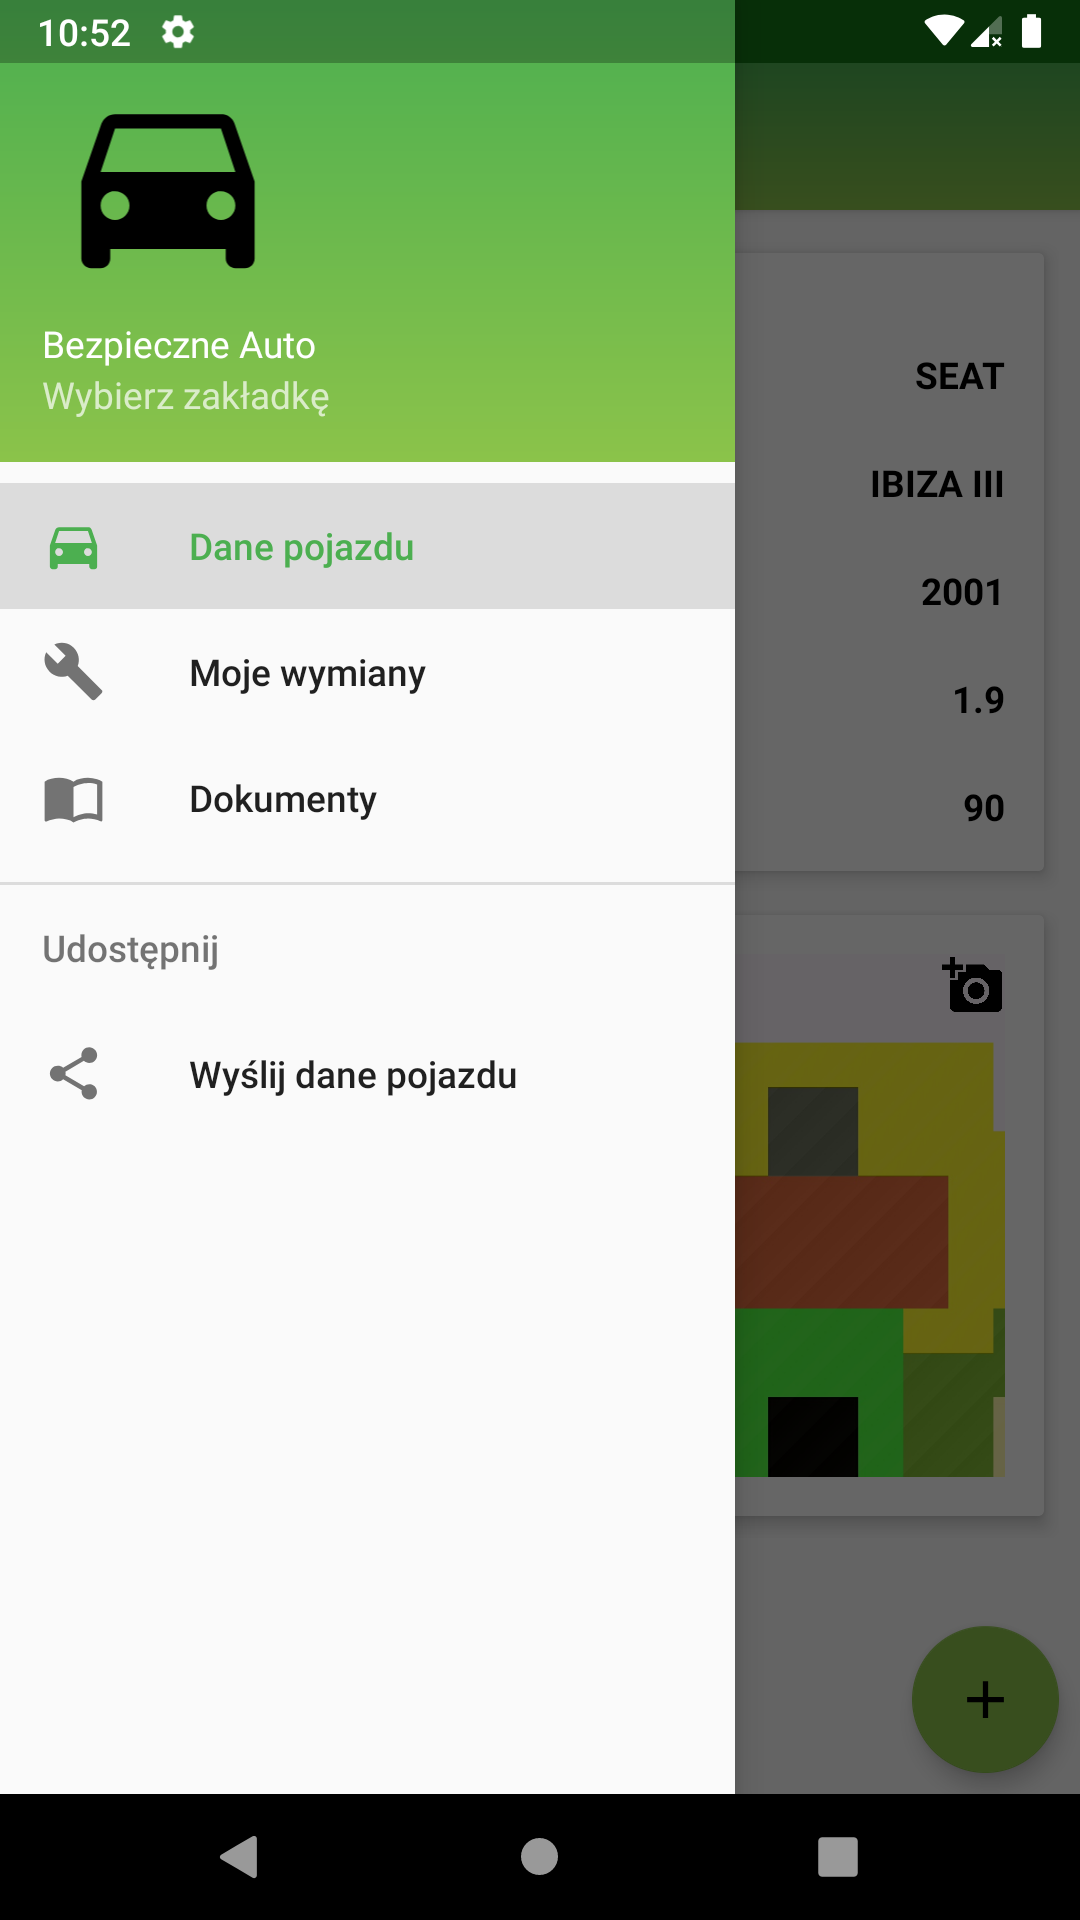 10:52
Bezpieczne Auto
Wybierz zakładkę
Dane pojazdu
Moje wymiany
Dokumenty
Udostępnij
Wyślij dane pojazdu
SEAT
IBIZA III
2001
1.9
90